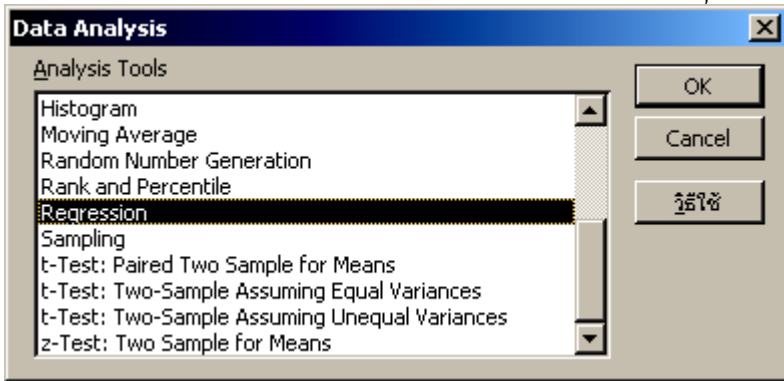 Data Analysis
Analysis Tools
Histogram
Moving Average
Random Number Generation
Rank and Percentile
Regression
Sampling
t-Test: Paired Two Sample for Means
t-Test: Two-Sample Assuming Equal Variances
t-Test: Two-Sample Assuming Unequal Variances
z-Test: Two Sample for Means
OK
Cancel
วิธีใช้